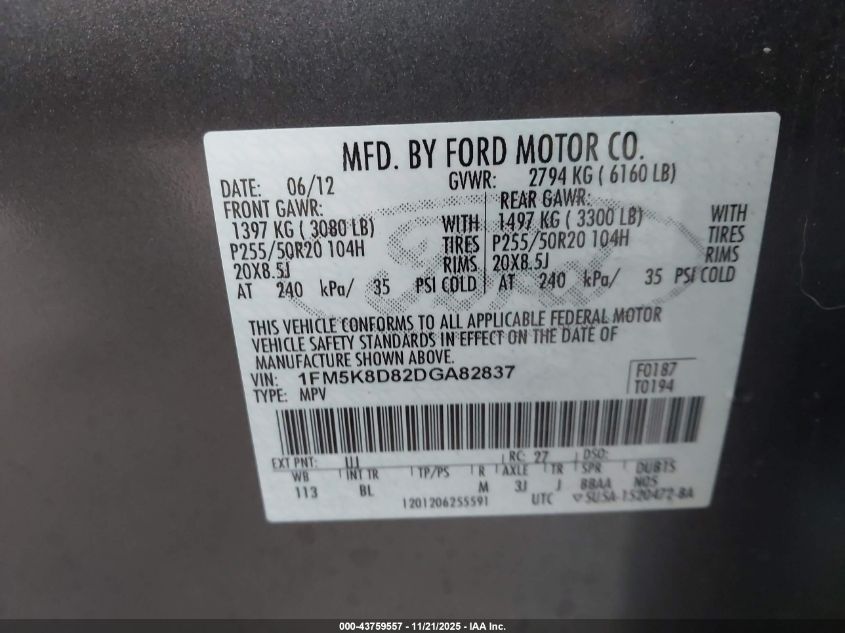 MFD. BY FORD MOTOR CO.
DATE: 06/12 GVWR: 2794 KG ( 6160 LB)
FRONT GAWR: REAR GAWR:
1397 KG ( 3080 LB) WITH 1497 KG ( 3300 LB) WITH
P255/50R20 104H TIRES P255/50R20 104H TIRES
20X8.5J RIMS 20X8.5J RIMS
AT 240 kPa/ 35 PSI COLD AT 240 kPa/ 35 PSI COLD
THIS VEHICLE CONFORMS TO ALL APPLICABLE FEDERAL MOTOR
VEHICLE SAFETY STANDARDS IN EFFECT ON THE DATE OF
MANUFACTURE SHOWN ABOVE.
VIN: 1FM5K8D82DGA82837 F0187
TYPE: MPV T0194
EXT PNT: UJ RC: 27 DSO:
WB INT TR TP/PS R AXLE TR SPR DUB1S
113 BL M 3J J BBAA NOS
1201206255591 UTC SU5A-1520472-BA
000-43759557 - 11/21/2025 - IAA Inc.